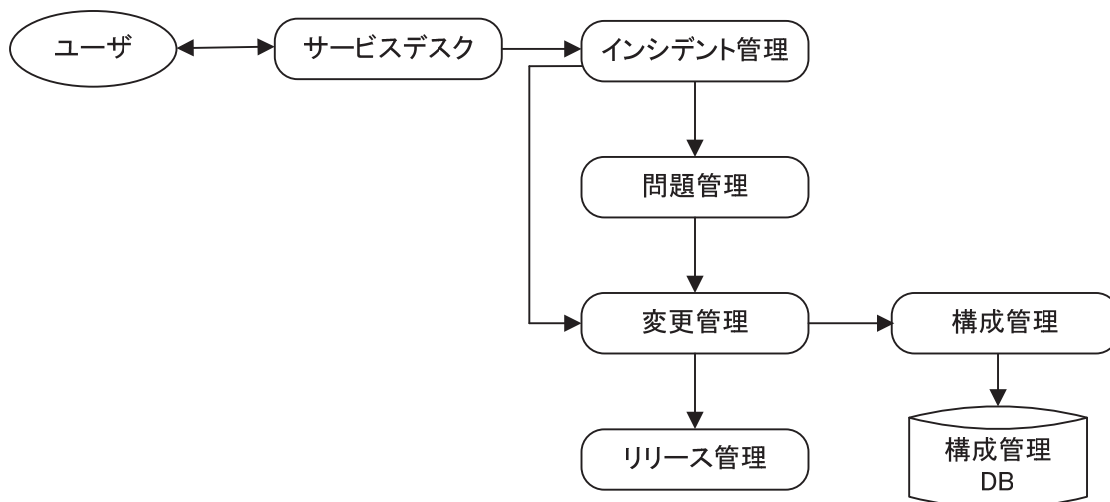 ユーザ
サービスデスク
インシデント管理
問題管理
変更管理
構成管理
リリース管理
構成管理
DB